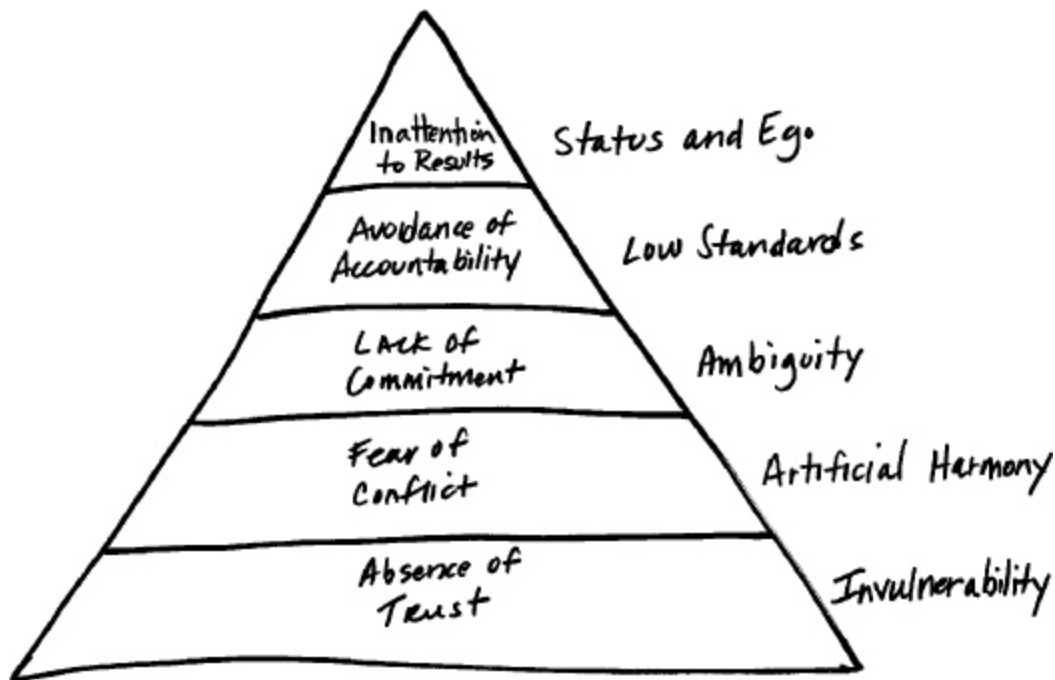 Inattention
to Results
Status and Ego
Avoidance of
Accountability
Low Standards
Lack of
Commitment
Ambiguity
Fear of
Conflict
Artificial Harmony
Absence of
Trust
Invulnerability